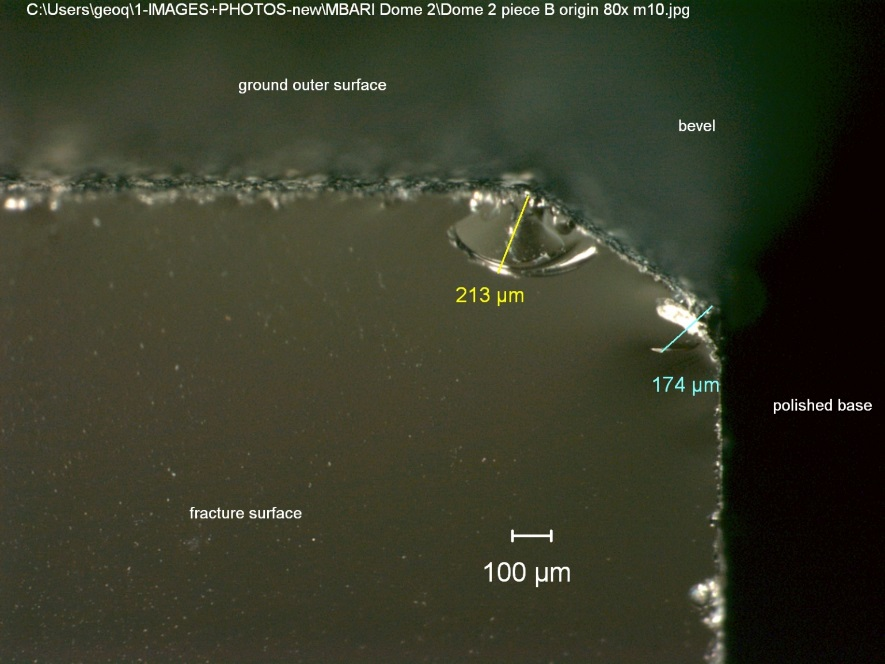 C:\Users\geoq\1-IMAGES+PHOTOS-new\MBARI Dome 2\Dome 2 piece B origin 80x m10.jpg
ground outer surface
bevel
213 µm
174 µm
polished base
fracture surface
100 µm